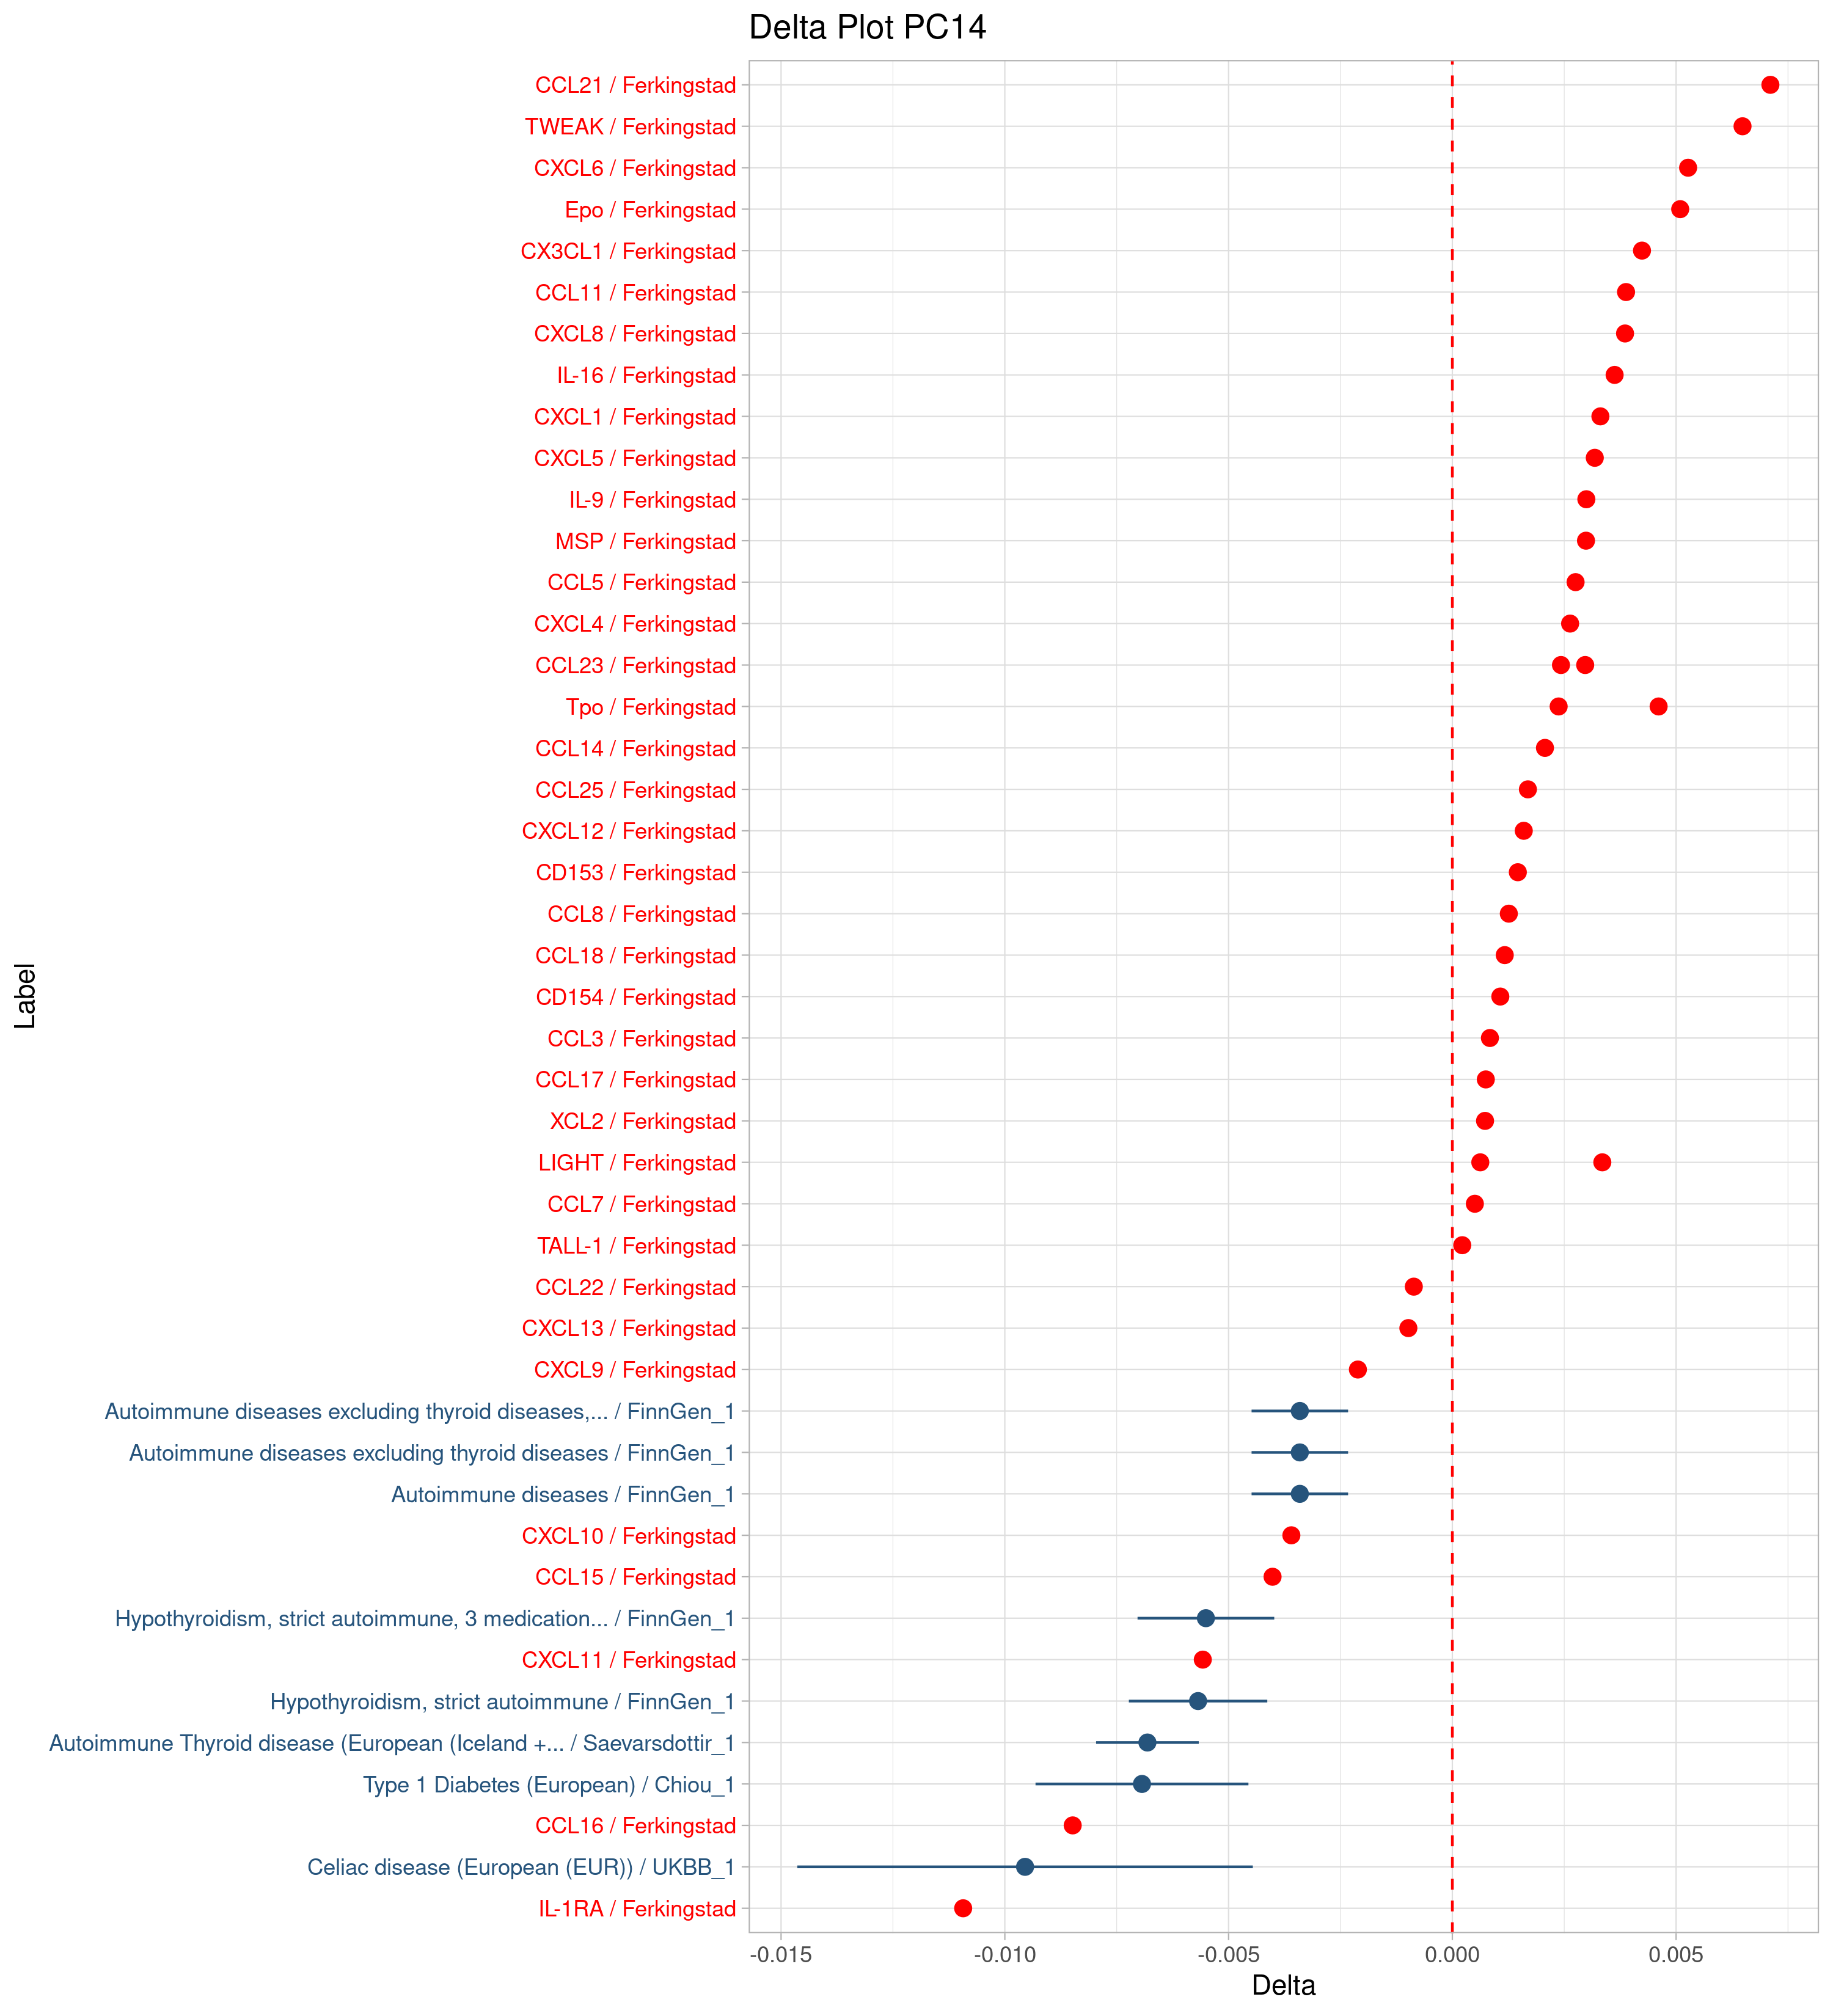 Delta Plot PC14
CCL21 / Ferkingstad
TWEAK / Ferkingstad
CXCL6 / Ferkingstad
Epo / Ferkingstad
CX3CL1 / Ferkingstad
CCL11 / Ferkingstad
CXCL8 / Ferkingstad
IL-16 / Ferkingstad
CXCL1 / Ferkingstad
CXCL5 / Ferkingstad
IL-9 / Ferkingstad
MSP / Ferkingstad
CCL5 / Ferkingstad
CXCL4 / Ferkingstad
CCL23 / Ferkingstad
Tpo / Ferkingstad
CCL14 / Ferkingstad
CCL25 / Ferkingstad
CXCL12 / Ferkingstad
CD153 / Ferkingstad
CCL8 / Ferkingstad
CCL18 / Ferkingstad
CD154 / Ferkingstad
CCL3 / Ferkingstad
CCL17 / Ferkingstad
XCL2 / Ferkingstad
LIGHT / Ferkingstad
CCL7 / Ferkingstad
TALL-1 / Ferkingstad
CCL22 / Ferkingstad
CXCL13 / Ferkingstad
CXCL9 / Ferkingstad
Autoimmune diseases excluding thyroid diseases,... / FinnGen_1
Autoimmune diseases excluding thyroid diseases / FinnGen_1
Autoimmune diseases / FinnGen_1
CXCL10 / Ferkingstad
CCL15 / Ferkingstad
Hypothyroidism, strict autoimmune, 3 medication... / FinnGen_1
CXCL11 / Ferkingstad
Hypothyroidism, strict autoimmune / FinnGen_1
Autoimmune Thyroid disease (European (Iceland +... / Saevarsdottir_1
Type 1 Diabetes (European) / Chiou_1
CCL16 / Ferkingstad
Celiac disease (European (EUR)) / UKBB_1
IL-1RA / Ferkingstad
Label
-0.015 -0.010 -0.005 0.000 0.005
Delta